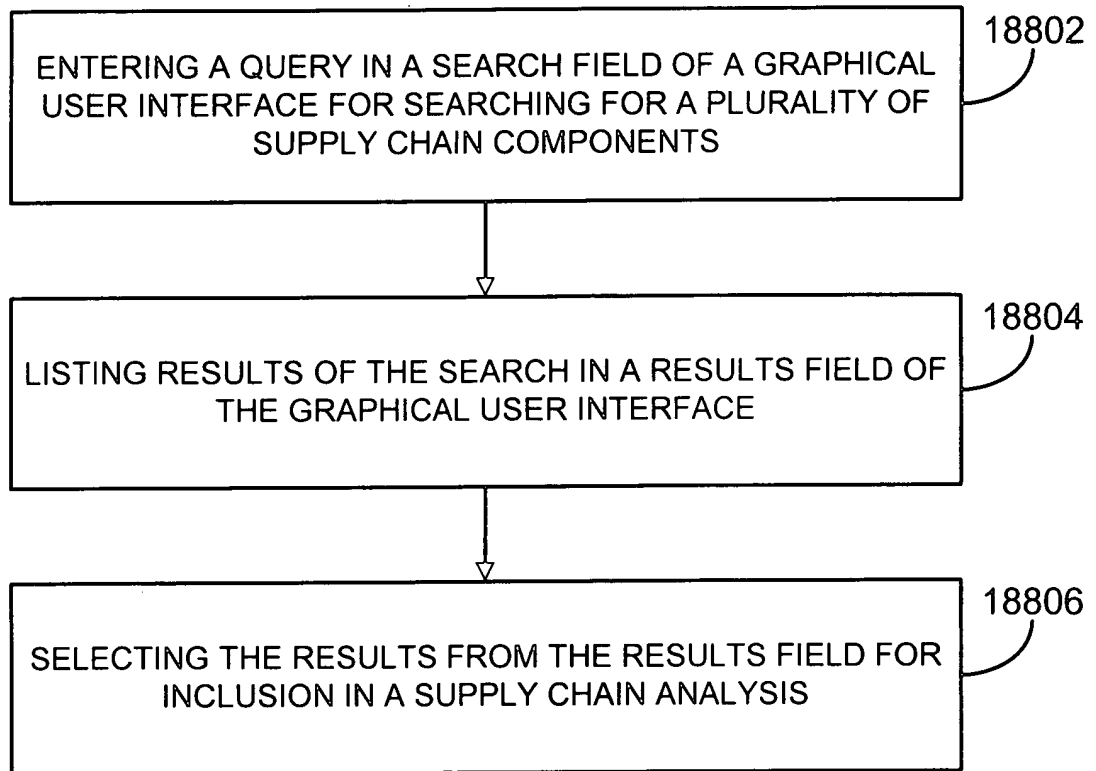 18802
ENTERING A QUERY IN A SEARCH FIELD OF A GRAPHICAL
USER INTERFACE FOR SEARCHING FOR A PLURALITY OF
SUPPLY CHAIN COMPONENTS
18804
LISTING RESULTS OF THE SEARCH IN A RESULTS FIELD OF
THE GRAPHICAL USER INTERFACE
18806
SELECTING THE RESULTS FROM THE RESULTS FIELD FOR
INCLUSION IN A SUPPLY CHAIN ANALYSIS